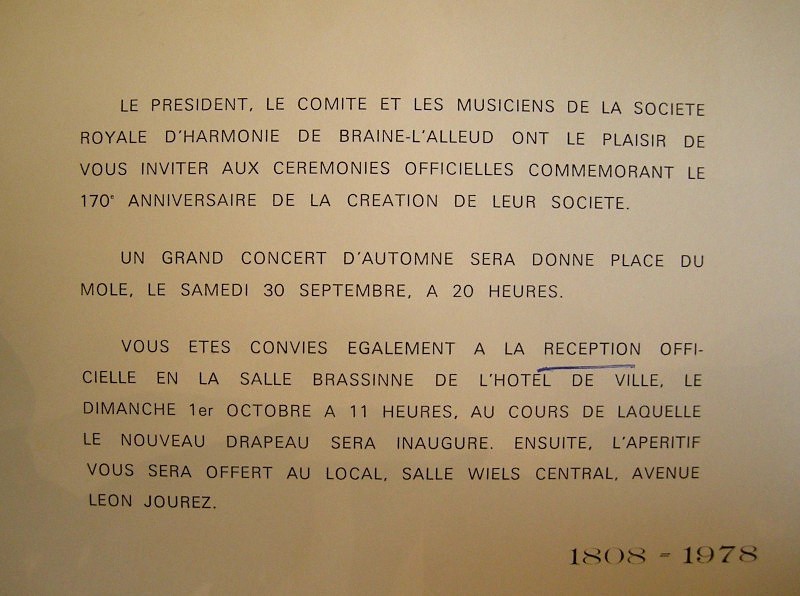 LE PRESIDENT, LE COMITE ET LES MUSICIENS DE LA SOCIETE
ROYALE D'HARMONIE DE BRAINE-L'ALLEUD ONT LE PLAISIR DE
VOUS INVITER AUX CEREMONIES OFFICIELLES COMMEMORANT LE
170e ANNIVERSAIRE DE LA CREATION DE LEUR SOCIETE.
UN GRAND CONCERT D'AUTOMNE SERA DONNE PLACE DU
MOLE, LE SAMEDI 30 SEPTEMBRE, A 20 HEURES.
VOUS ETES CONVIES EGALEMENT A LA RECEPTION OFFI-
CIELLE EN LA SALLE BRASSINNE DE L'HOTEL DE VILLE, LE
DIMANCHE 1er OCTOBRE A 11 HEURES, AU COURS DE LAQUELLE
LE NOUVEAU DRAPEAU SERA INAUGURE. ENSUITE, L'APERITIF
VOUS SERA OFFERT AU LOCAL, SALLE WIELS CENTRAL, AVENUE
LEON JOUREZ.
1808 - 1978